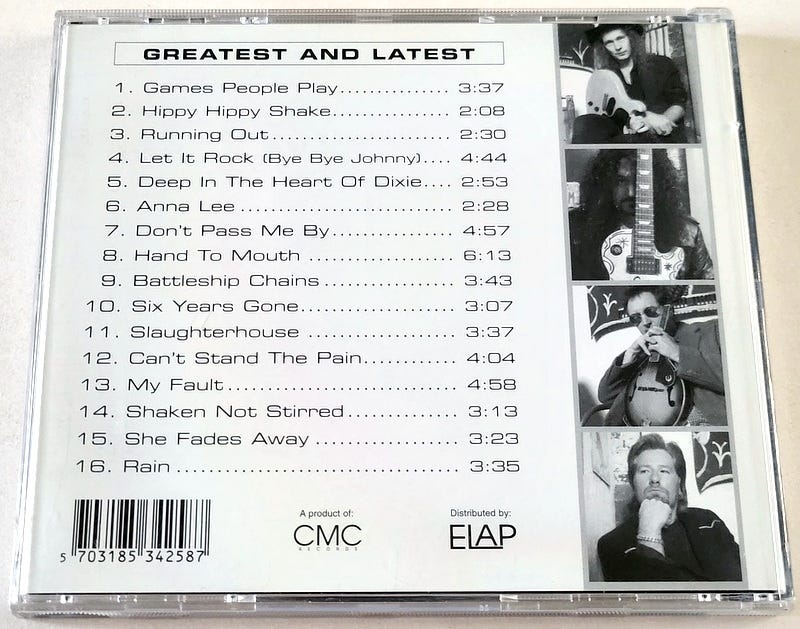 GREATEST AND LATEST
1. Games People Play............... 3:37
2. Hippy Hippy Shake................ 2:08
3. Running Out........................ 2:30
4. Let It Rock (Bye Bye Johnny).... 4:44
5. Deep In The Heart Of Dixie.... 2:53
6. Anna Lee ........................... 2:28
7. Don't Pass Me By................ 4:57
8. Hand To Mouth ................... 6:13
9. Battleship Chains................. 3:43
10. Six Years Gone.................... 3:07
11. Slaughterhouse ................... 3:37
12. Can't Stand The Pain............ 4:04
13. My Fault............................. 4:58
14. Shaken Not Stirred.............. 3:13
15. She Fades Away .................. 3:23
16. Rain ................................... 3:35
A product of:
CMC
RECORDS
Distributed by:
ELAP
5 703185 342587